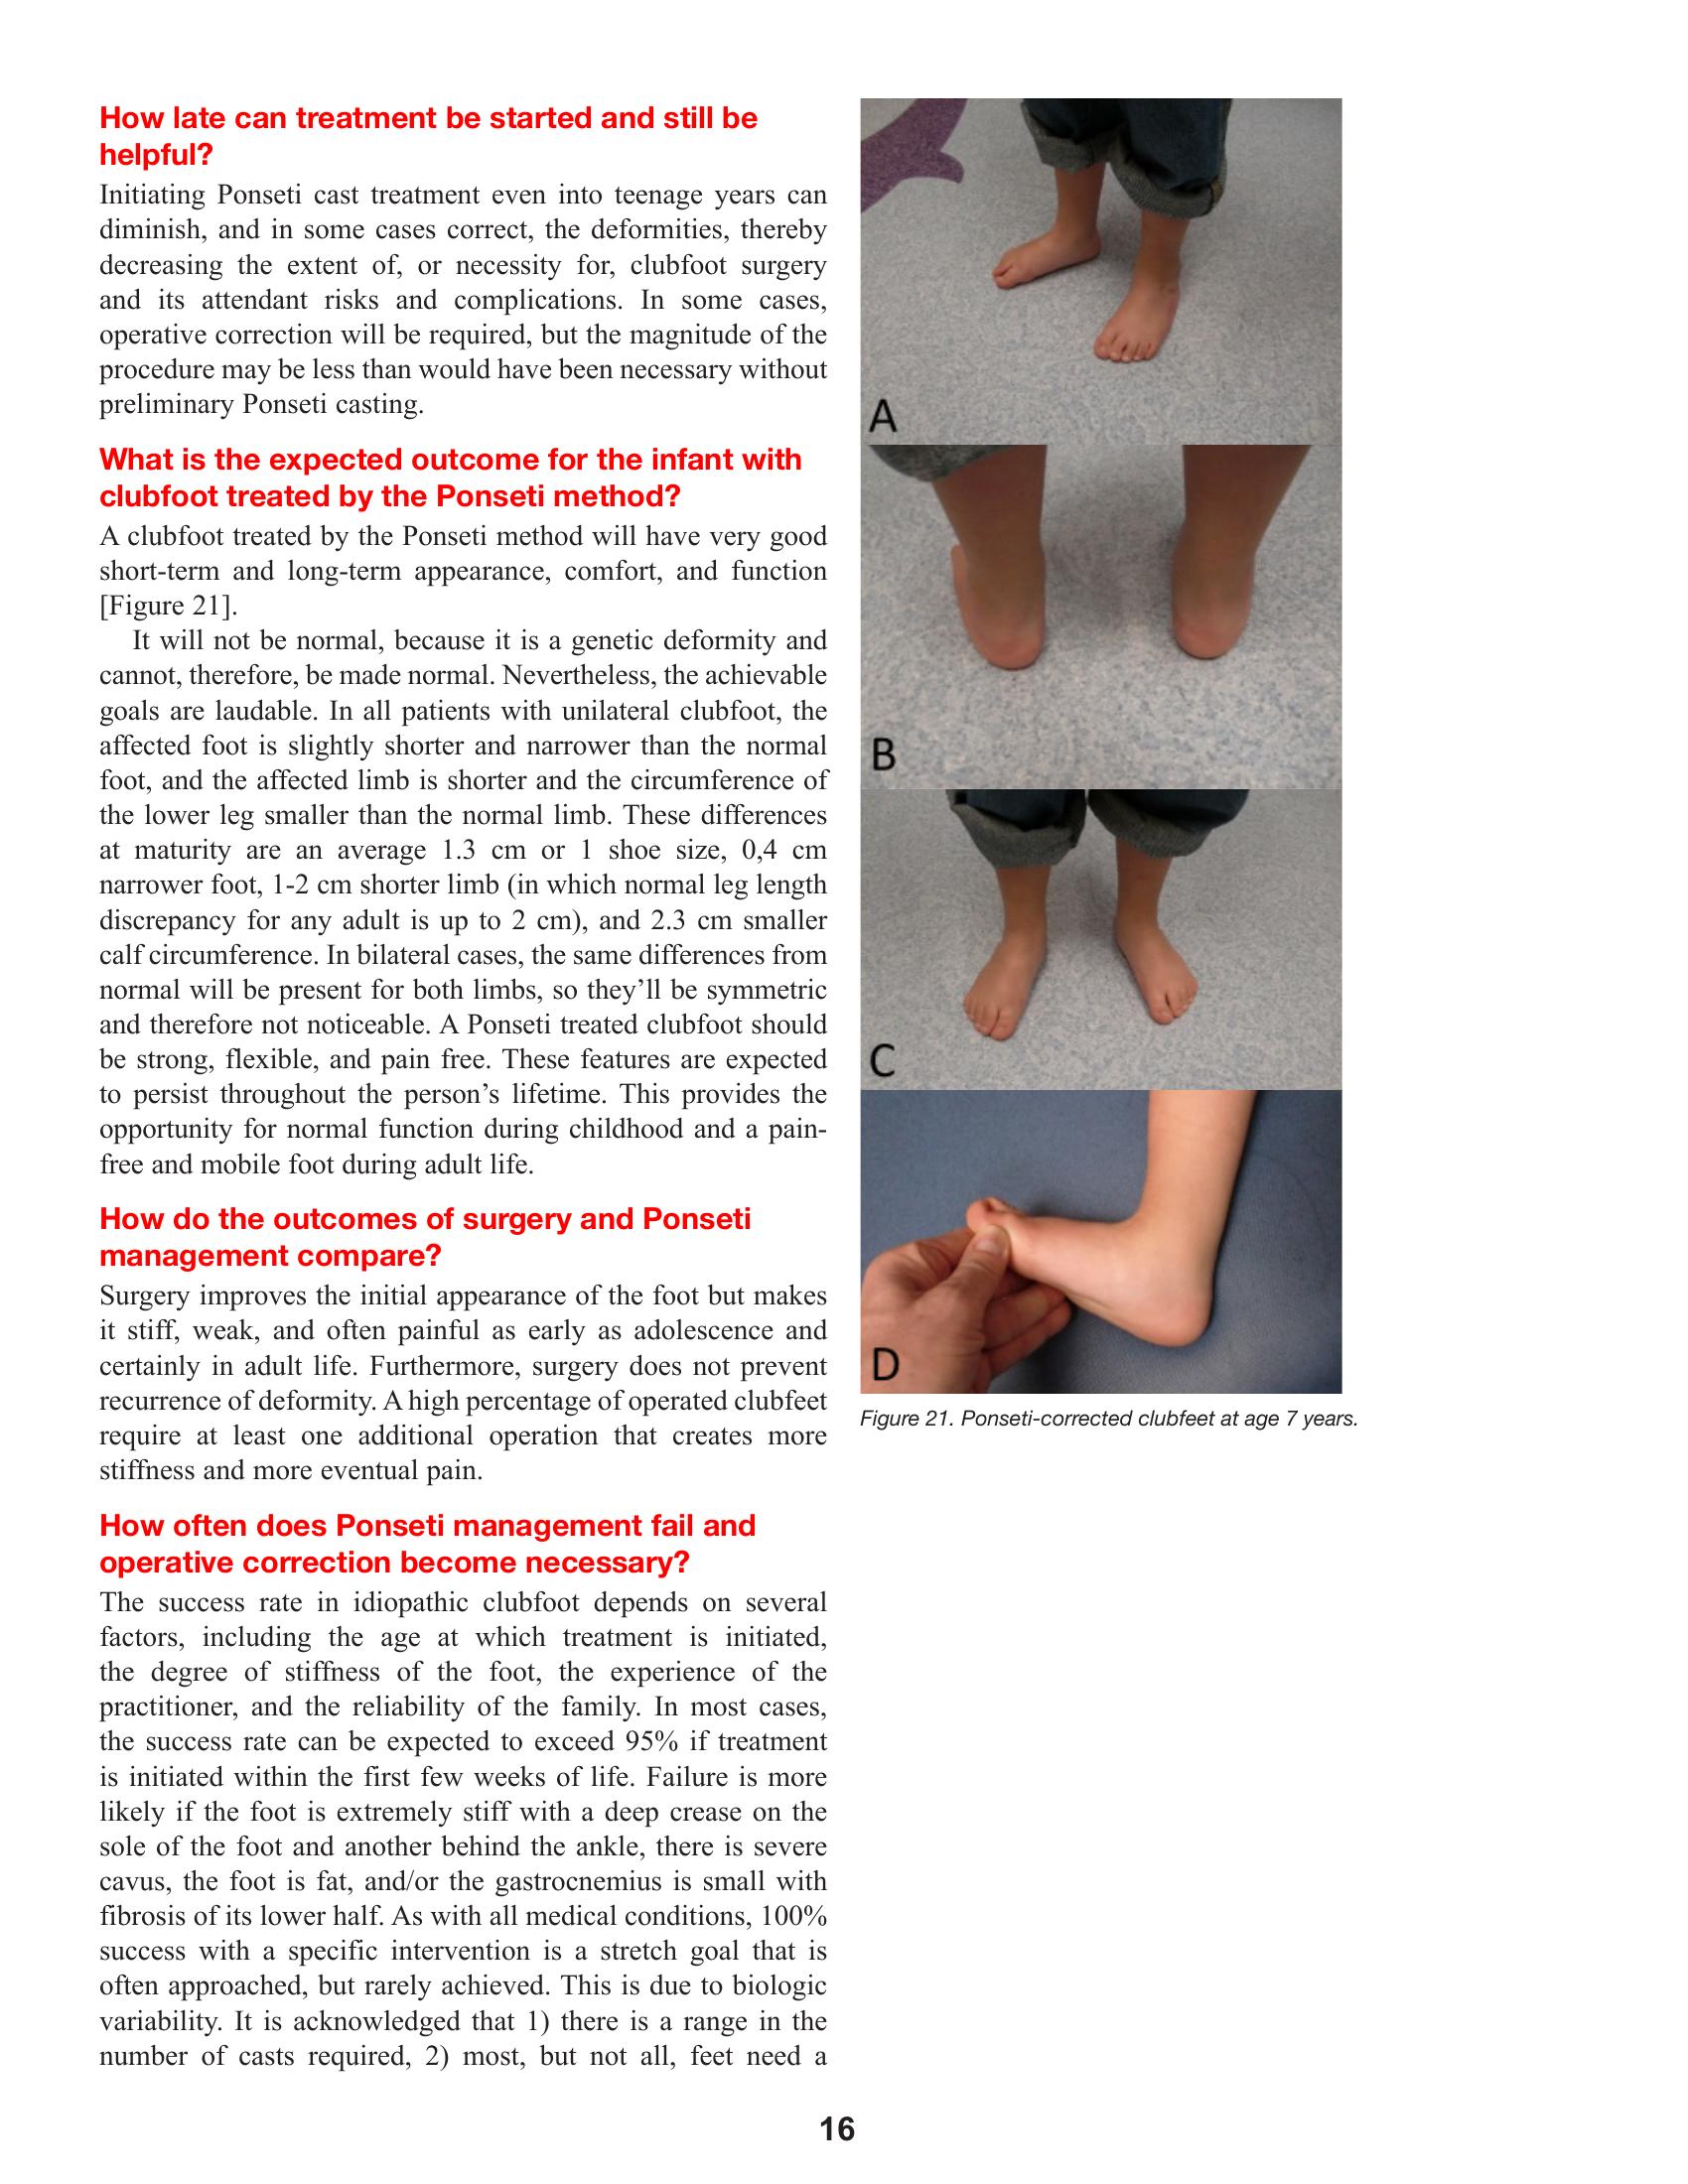 How late can treatment be started and still be
helpful?
Initiating Ponseti cast treatment even into teenage years can
diminish, and in some cases correct, the deformities, thereby
decreasing the extent of, or necessity for, clubfoot surgery
and its attendant risks and complications. In some cases,
operative correction will be required, but the magnitude of the
procedure may be less than would have been necessary without
preliminary Ponseti casting.
What is the expected outcome for the infant with
clubfoot treated by the Ponseti method?
A clubfoot treated by the Ponseti method will have very good
short-term and long-term appearance, comfort, and function
[Figure 21].
It will not be normal, because it is a genetic deformity and
cannot, therefore, be made normal. Nevertheless, the achievable
goals are laudable. In all patients with unilateral clubfoot, the
affected foot is slightly shorter and narrower than the normal
foot, and the affected limb is shorter and the circumference of
the lower leg smaller than the normal limb. These differences
at maturity are an average 1.3 cm or 1 shoe size, 0,4 cm
narrower foot, 1-2 cm shorter limb (in which normal leg length
discrepancy for any adult is up to 2 cm), and 2.3 cm smaller
calf circumference. In bilateral cases, the same differences from
normal will be present for both limbs, so they’ll be symmetric
and therefore not noticeable. A Ponseti treated clubfoot should
be strong, flexible, and pain free. These features are expected
to persist throughout the person’s lifetime. This provides the
opportunity for normal function during childhood and a pain-
free and mobile foot during adult life.
How do the outcomes of surgery and Ponseti
management compare?
Surgery improves the initial appearance of the foot but makes
it stiff, weak, and often painful as early as adolescence and
certainly in adult life. Furthermore, surgery does not prevent
recurrence of deformity. A high percentage of operated clubfeet
require at least one additional operation that creates more
stiffness and more eventual pain.
How often does Ponseti management fail and
operative correction become necessary?
The success rate in idiopathic clubfoot depends on several
factors, including the age at which treatment is initiated,
the degree of stiffness of the foot, the experience of the
practitioner, and the reliability of the family. In most cases,
the success rate can be expected to exceed 95% if treatment
is initiated within the first few weeks of life. Failure is more
likely if the foot is extremely stiff with a deep crease on the
sole of the foot and another behind the ankle, there is severe
cavus, the foot is fat, and/or the gastrocnemius is small with
fibrosis of its lower half. As with all medical conditions, 100%
success with a specific intervention is a stretch goal that is
often approached, but rarely achieved. This is due to biologic
variability. It is acknowledged that 1) there is a range in the
number of casts required, 2) most, but not all, feet need a
A
B
C
D
Figure 21. Ponseti-corrected clubfeet at age 7 years.
16